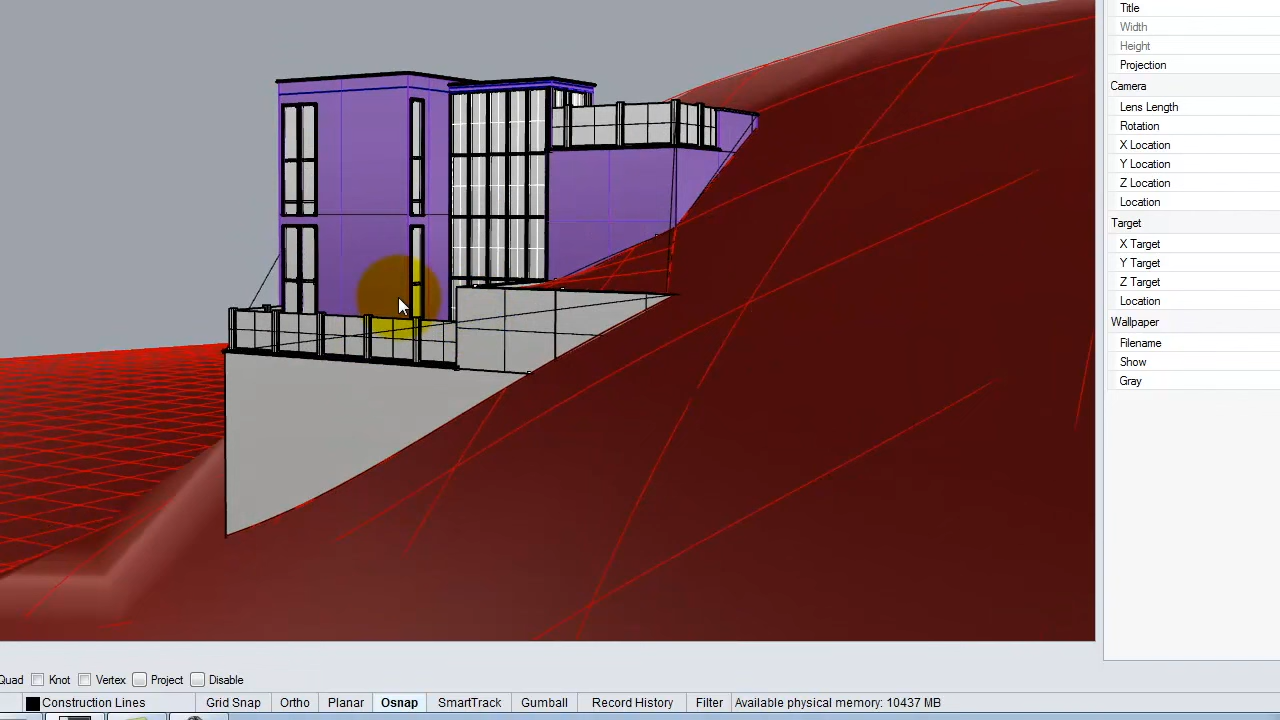 Title
Width
Height
Projection
Camera
Lens Length
Rotation
X Location
Y Location
Z Location
Location
Target
X Target
Y Target
Z Target
Location
Wallpaper
Filename
Show
Gray
Quad Knot Vertex Project Disable
Construction Lines Grid Snap Ortho Planar Osnap SmartTrack Gumball Record History Filter Available physical memory: 10437 MB